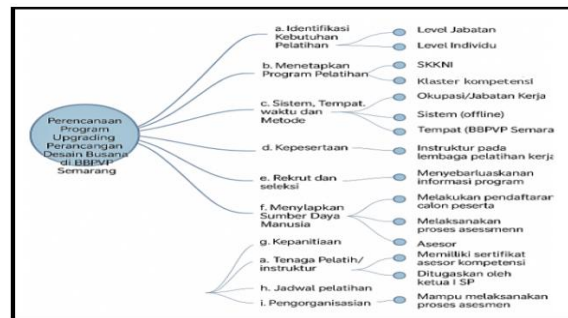 Perencanaan
Program
Upgrading
Perancangan
Desain Busana
di BBPVP
Semarang
a. Identifikasi
Kebutuhan
Pelatihan
Level Jabatan
Level Individu
b. Menetapkan
Program Pelatihan
SKKNI
Klaster kompetensi
c. Sistem, Tempat,
waktu dan
Metode
Okupasi/Jabatan Kerja
Sistem (offline)
Tempat (BBPVP Semara
d. Kepesertaan
Instruktur pada
lembaga pelatihan kerja
e. Rekrut dan
seleksi
Menyebarluaskan
informasi program
f. Menyiapkan
Sumber Daya
Manusia
Melakukan pendaftaran
calon peserta
Melaksanakan
proses asessmenn
Asesor
g. Kepanitiaan
a. Tenaga Pelatih/
instruktur
Memilliki sertifikat
asesor kompetensi
Ditugaskan oleh
ketua l SP
h. Jadwal pelatihan
i. Pengorganisasian
Mampu melaksanakan
proses asesmen